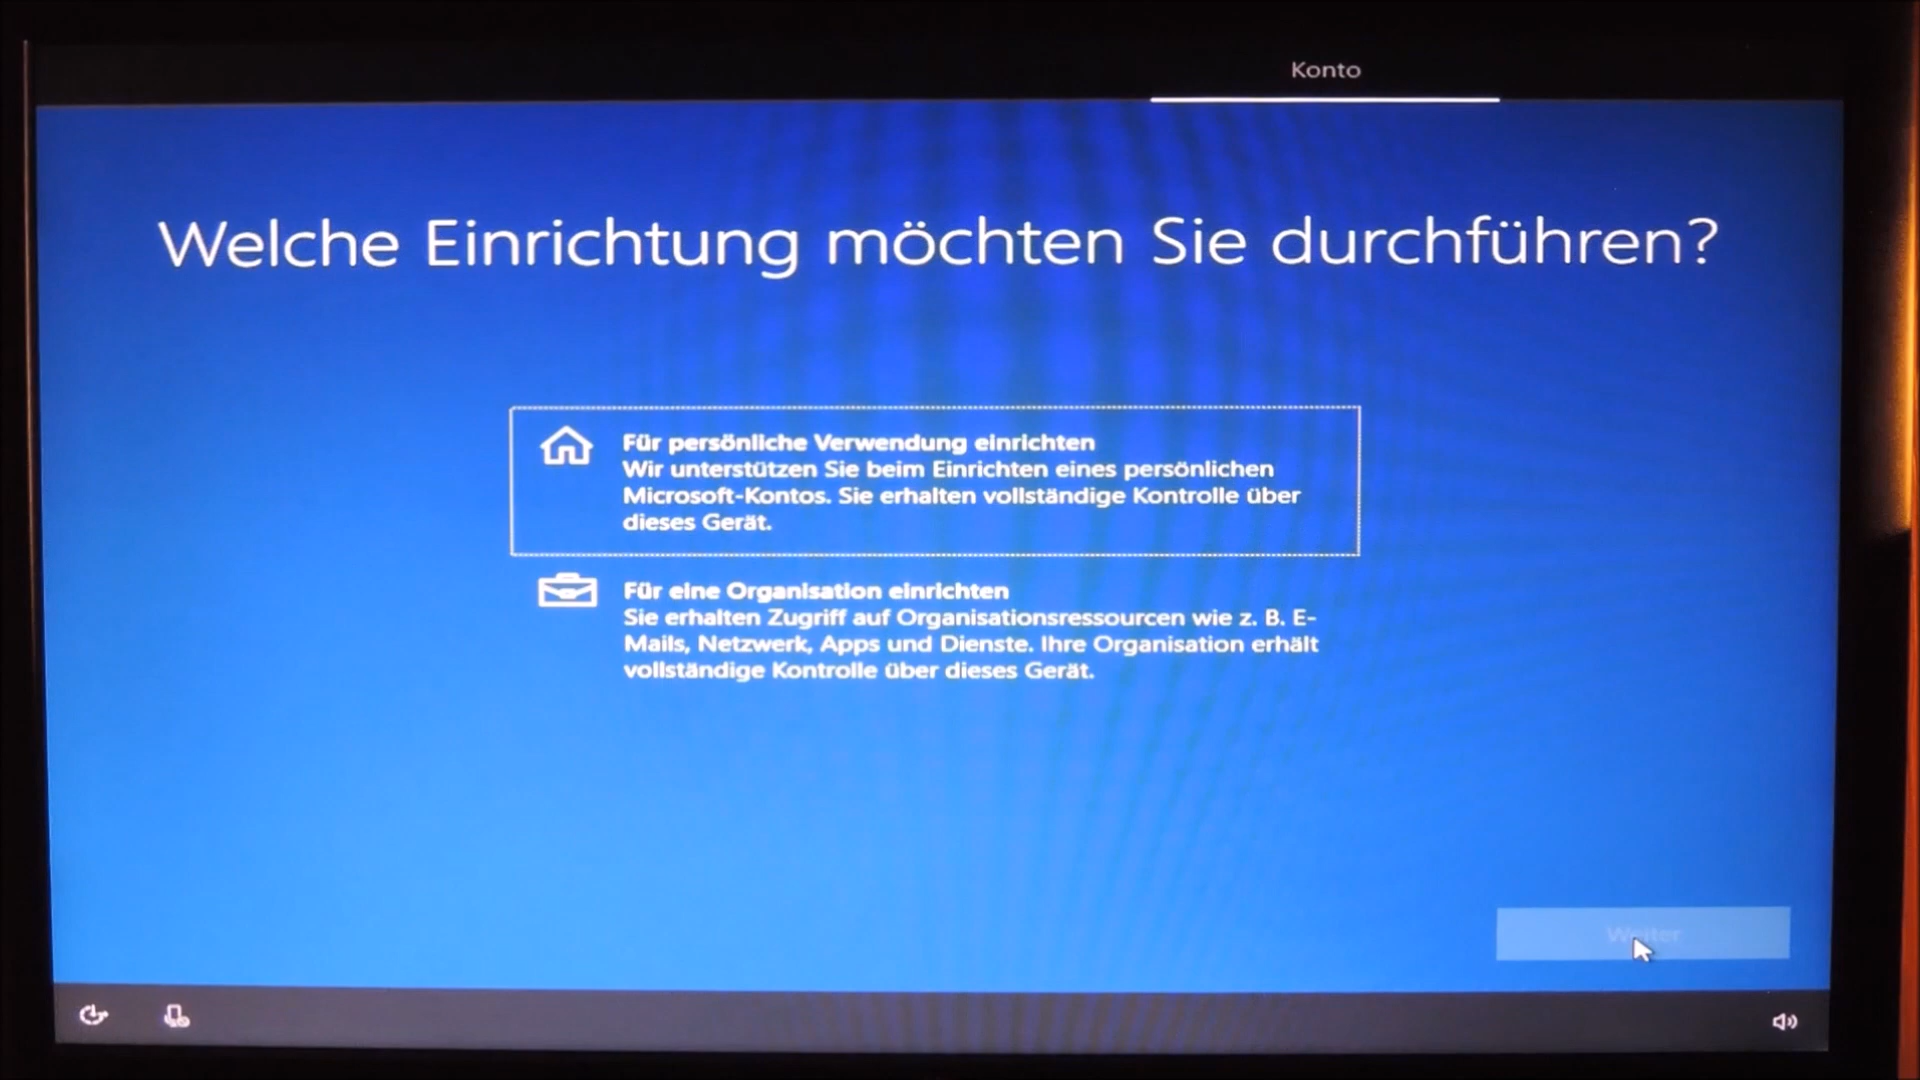 Konto
Welche Einrichtung möchten Sie durchführen?
Für persönliche Verwendung einrichten
Wir unterstützen Sie beim Einrichten eines persönlichen
Microsoft-Kontos. Sie erhalten vollständige Kontrolle über
dieses Gerät.
Für eine Organisation einrichten
Sie erhalten Zugriff auf Organisationsressourcen wie z. B. E-
Mails, Netzwerk, Apps und Dienste. Ihre Organisation erhält
vollständige Kontrolle über dieses Gerät.
Weiter